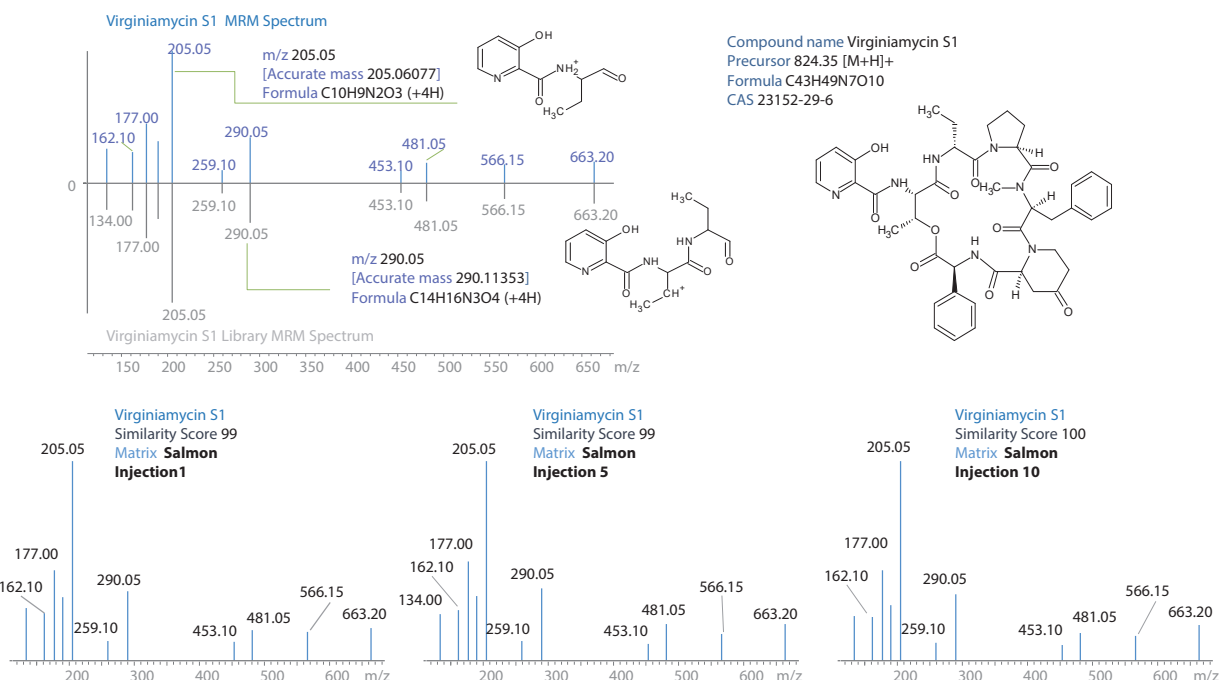 Virginiamycin S1 MRM Spectrum
205.05
177.00
162.10
259.10
290.05
453.10
481.05
566.15
663.20
m/z 205.05
[Accurate mass 205.06077]
Formula C10H9N2O3 (+4H)
OH
N
O
NH2+
O
H3C
0
134.00
177.00
205.05
259.10
290.05
453.10
481.05
566.15
663.20
m/z 290.05
[Accurate mass 290.11353]
Formula C14H16N3O4 (+4H)
H3C
OH
NH
NH
N
O
O
O
H3C
CH+
Virginiamycin S1 Library MRM Spectrum
150 200 250 300 350 400 450 500 550 600 650 m/z
Compound name Virginiamycin S1
Precursor 824.35 [M+H]+
Formula C43H49N7O10
CAS 23152-29-6
H3C
OH
N
H
HN
O
O
N
NH
O
H3C
N
H
O
H3C
O
O
N
O
H
N
O
H
O
Virginiamycin S1
Similarity Score 99
Matrix Salmon
Injection1
205.05
177.00
162.10
290.05
259.10
453.10
481.05
566.15
663.20
200 300 400 500 600 m/z
Virginiamycin S1
Similarity Score 99
Matrix Salmon
Injection 5
205.05
177.00
162.10
134.00
290.05
259.10
453.10
481.05
566.15
663.20
200 300 400 500 600 m/z
Virginiamycin S1
Similarity Score 100
Matrix Salmon
Injection 10
205.05
177.00
162.10
290.05
259.10
453.10
481.05
566.15
663.20
200 300 400 500 600 m/z